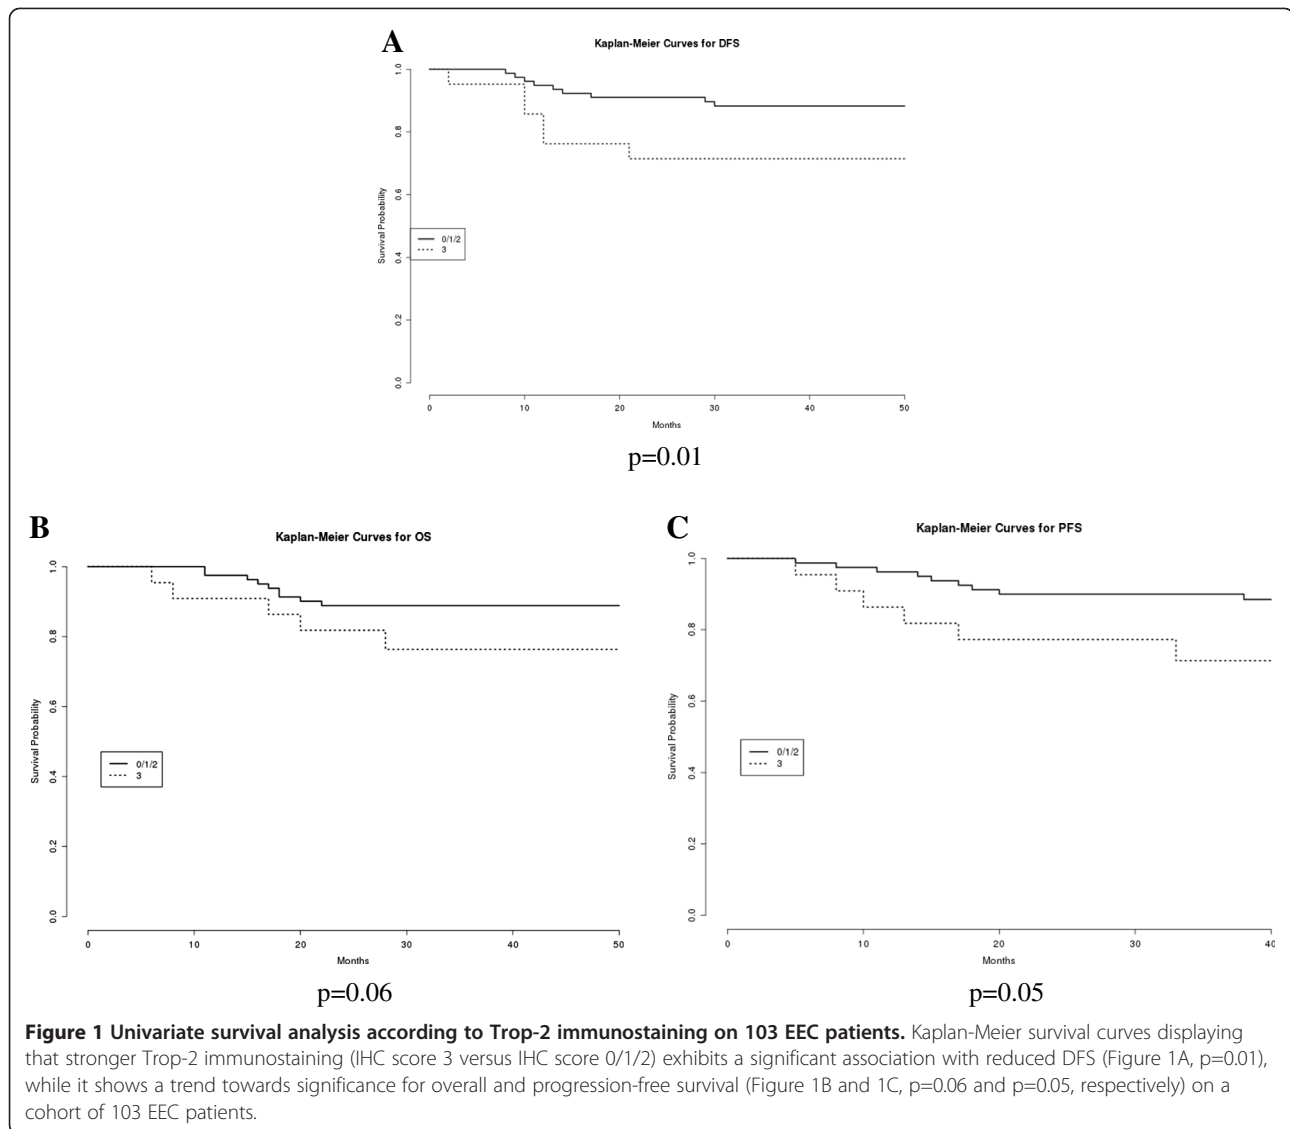 A
Kaplan-Meier Curves for DFS
Survival Probability
1.0
0.8
0.6
0.4
0.2
0.0
0/1/2
3
0 10 20 30 40 50
Months
p=0.01
B
Kaplan-Meier Curves for OS
Survival Probability
1.0
0.8
0.6
0.4
0.2
0.0
0/1/2
3
0 10 20 30 40 50
Months
p=0.06
C
Kaplan-Meier Curves for PFS
Survival Probability
1.0
0.8
0.6
0.4
0.2
0.0
0/1/2
3
0 10 20 30 40
Months
p=0.05
Figure 1 Univariate survival analysis according to Trop-2 immunostaining on 103 EEC patients. Kaplan-Meier survival curves displaying
that stronger Trop-2 immunostaining (IHC score 3 versus IHC score 0/1/2) exhibits a significant association with reduced DFS (Figure 1A, p=0.01),
while it shows a trend towards significance for overall and progression-free survival (Figure 1B and 1C, p=0.06 and p=0.05, respectively) on a
cohort of 103 EEC patients.